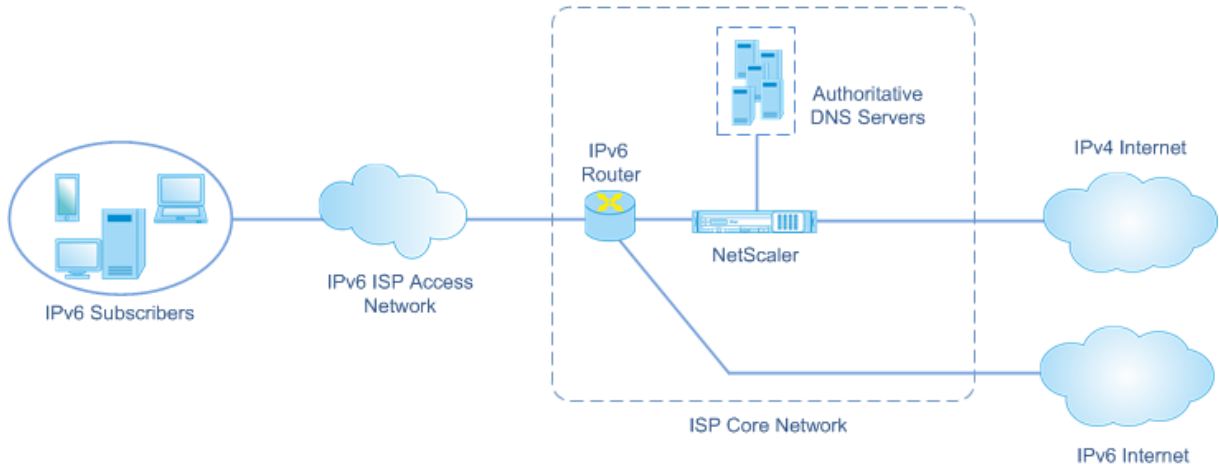 Authoritative
DNS Servers
IPv6
Router
IPv4 Internet
NetScaler
IPv6 ISP Access
Network
IPv6 Subscribers
ISP Core Network
IPv6 Internet